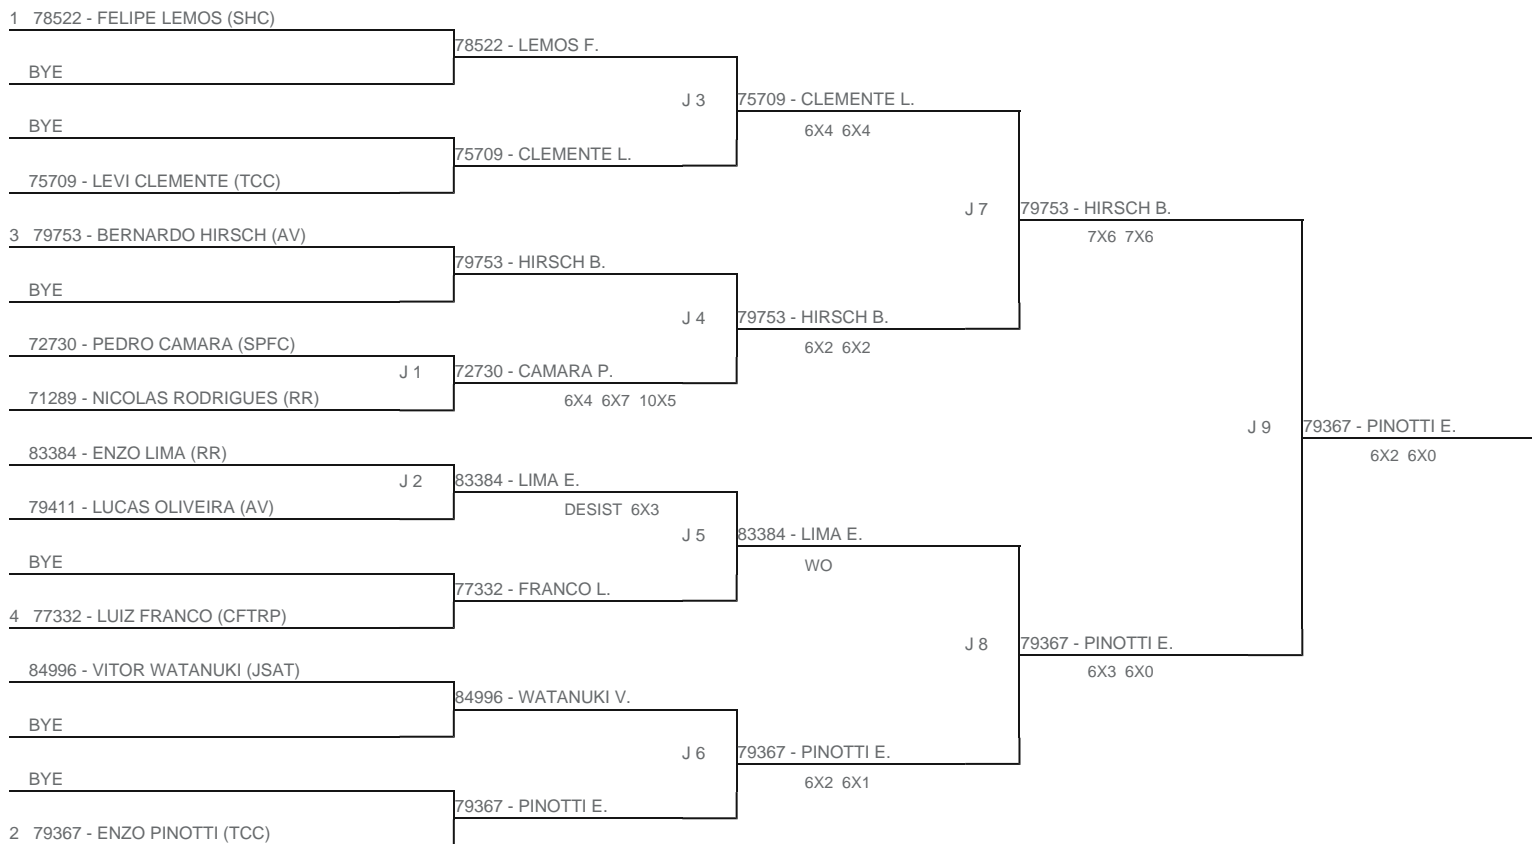 1 78522 - FELIPE LEMOS (SHC)
78522 - LEMOS F.
BYE
J 3
75709 - CLEMENTE L.
BYE
6X4 6X4
75709 - CLEMENTE L.
75709 - LEVI CLEMENTE (TCC)
J 7
79753 - HIRSCH B.
3 79753 - BERNARDO HIRSCH (AV)
7X6 7X6
79753 - HIRSCH B.
BYE
J 4
79753 - HIRSCH B.
72730 - PEDRO CAMARA (SPFC)
6X2 6X2
J 1
72730 - CAMARA P.
71289 - NICOLAS RODRIGUES (RR)
6X4 6X7 10X5
J 9
79367 - PINOTTI E.
83384 - ENZO LIMA (RR)
6X2 6X0
J 2
83384 - LIMA E.
79411 - LUCAS OLIVEIRA (AV)
DESIST 6X3
J 5
83384 - LIMA E.
BYE
WO
77332 - FRANCO L.
4 77332 - LUIZ FRANCO (CFTRP)
J 8
79367 - PINOTTI E.
84996 - VITOR WATANUKI (JSAT)
6X3 6X0
84996 - WATANUKI V.
BYE
J 6
79367 - PINOTTI E.
BYE
6X2 6X1
79367 - PINOTTI E.
2 79367 - ENZO PINOTTI (TCC)